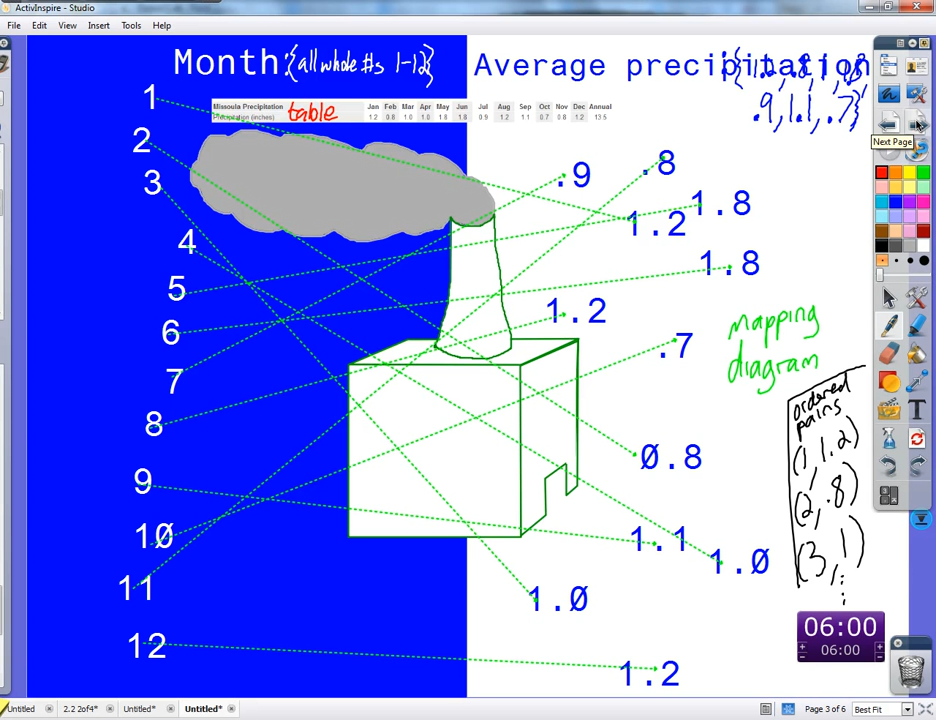 ActivInspire - Studio
File Edit View Insert Tools Help
Month:{all whole #s 1-12} Average precipitation
.9, 1.1, .7}
Missoula Precipitation Jan Feb Mar Apr May Jun Jul Aug Sep Oct Nov Dec Annual
Precipitation (inches) 1.2 0.8 1.0 1.0 1.8 1.8 0.9 1.2 1.1 0.7 0.8 1.2 13.5
table
Next Page
1
2
3
4
5
6
7
8
9
10
11
12
.9
.8
1.8
1.2
1.8
1.2
.7
0.8
1.1
1.0
1.0
1.2
mapping
diagram
ordered
pairs
(1, 1.2)
(2, .8)
(3, 1)
06:00
06:00
Untitled 2.2 2of4* Untitled* Untitled* Page 3 of 6 Best Fit